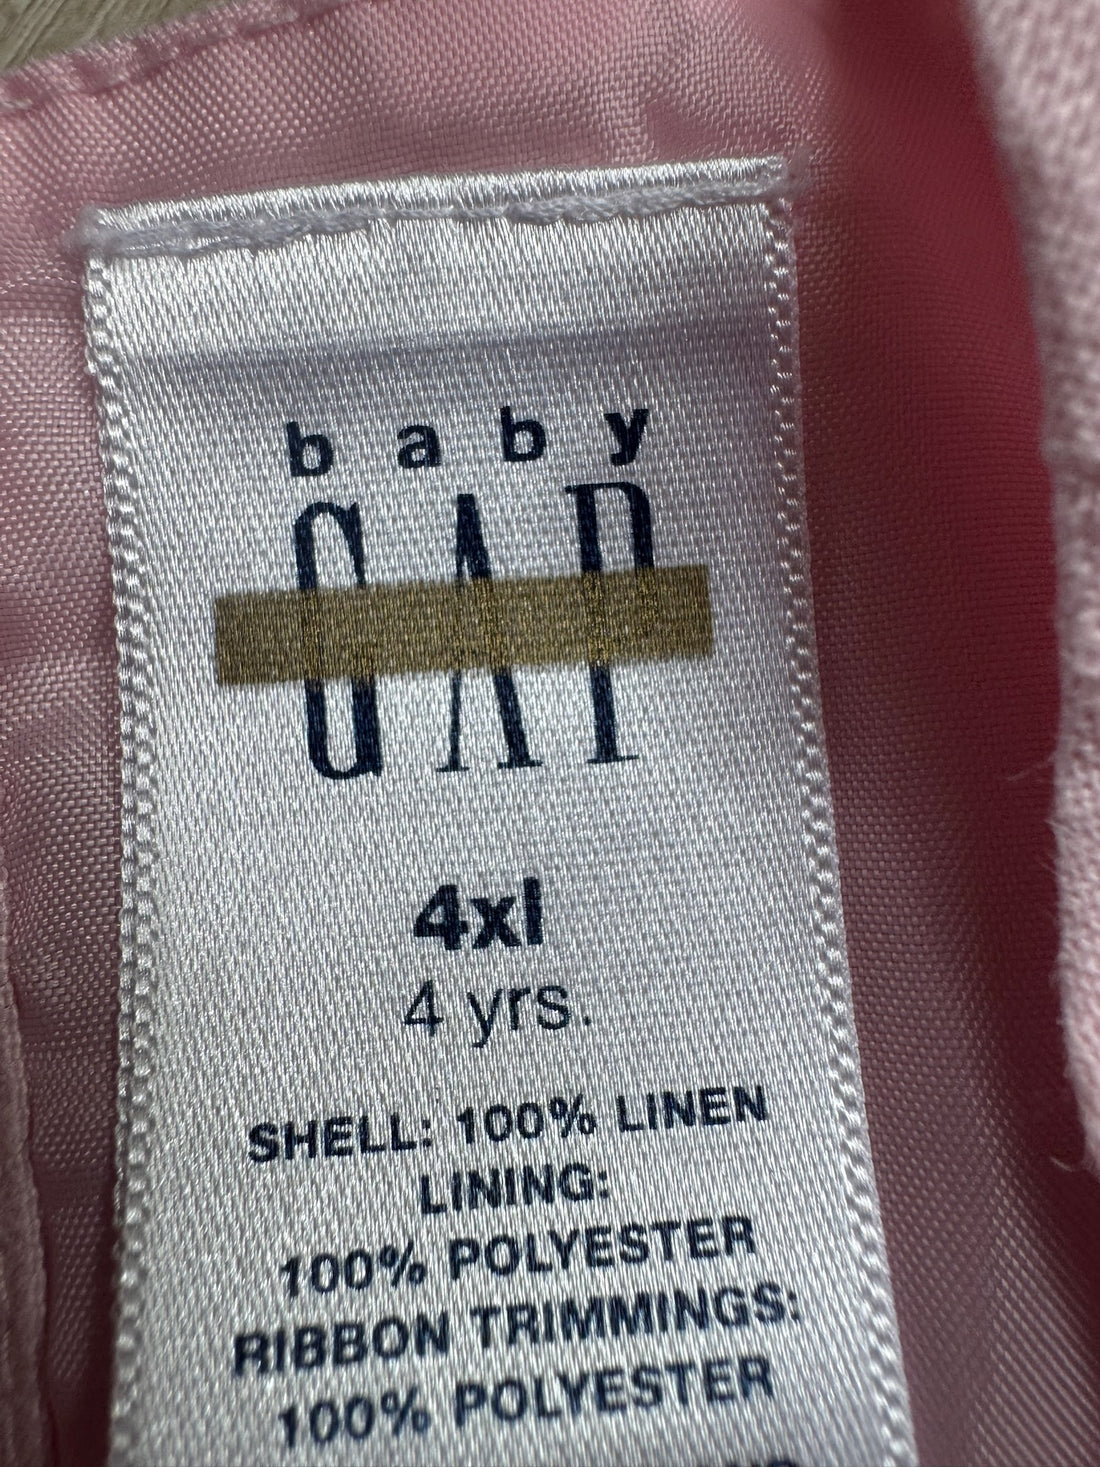 baby
GAP
4xl
4 yrs.
SHELL: 100% LINEN
LINING:
100% POLYESTER
RIBBON TRIMMINGS:
100% POLYESTER